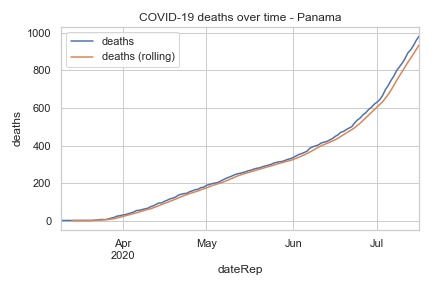 COVID-19 deaths over time - Panama
deaths
deaths (rolling)
deaths
1000
800
600
400
200
0
Apr
2020
May
Jun
Jul
dateRep